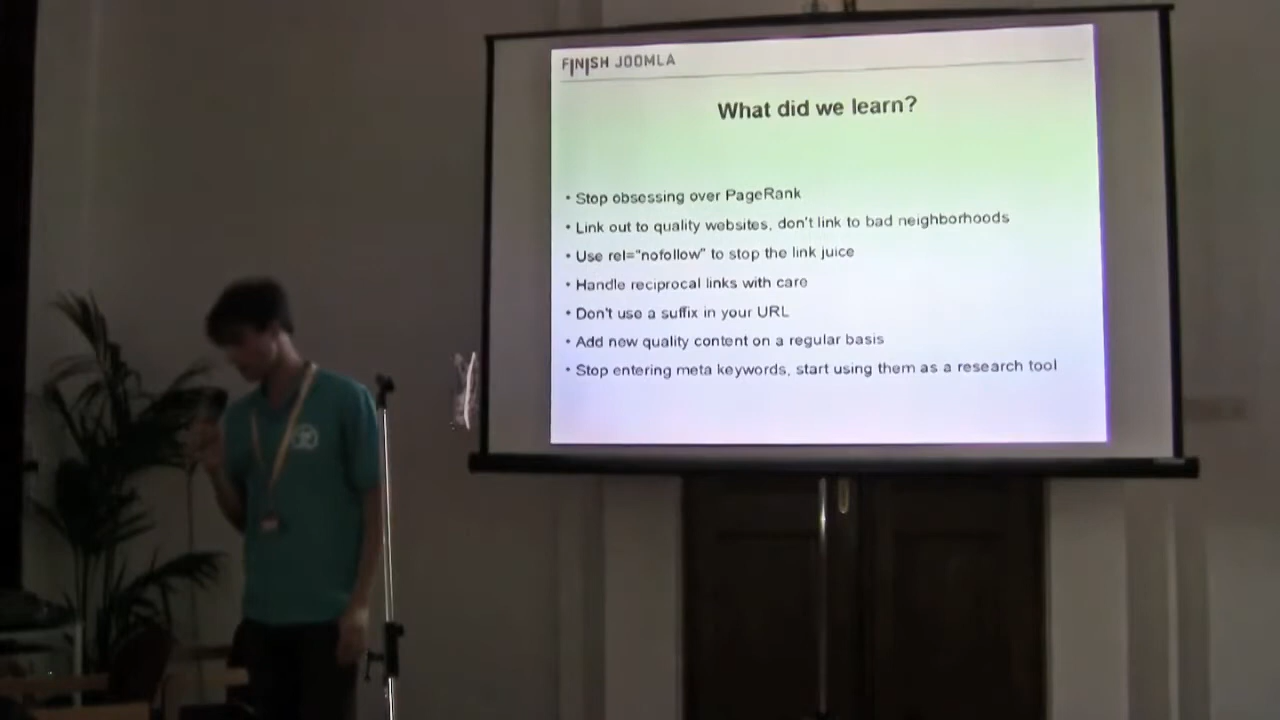 FINISH JOOMLA
What did we learn?
• Stop obsessing over PageRank
• Link out to quality websites, don't link to bad neighborhoods
• Use rel="nofollow" to stop the link juice
• Handle reciprocal links with care
• Don't use a suffix in your URL
• Add new quality content on a regular basis
• Stop entering meta keywords, start using them as a research tool